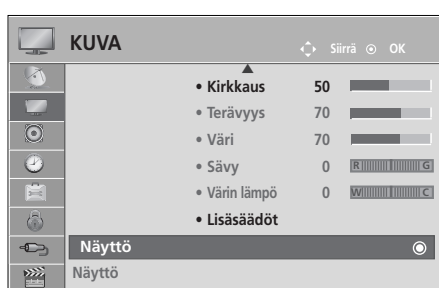 KUVA Siirrä OK
• Kirkkaus 50
• Terävyys 70
• Väri 70
• Sävy 0 R G
• Värin lämpö 0 W C
• Lisäsäädöt
Näyttö
Näyttö